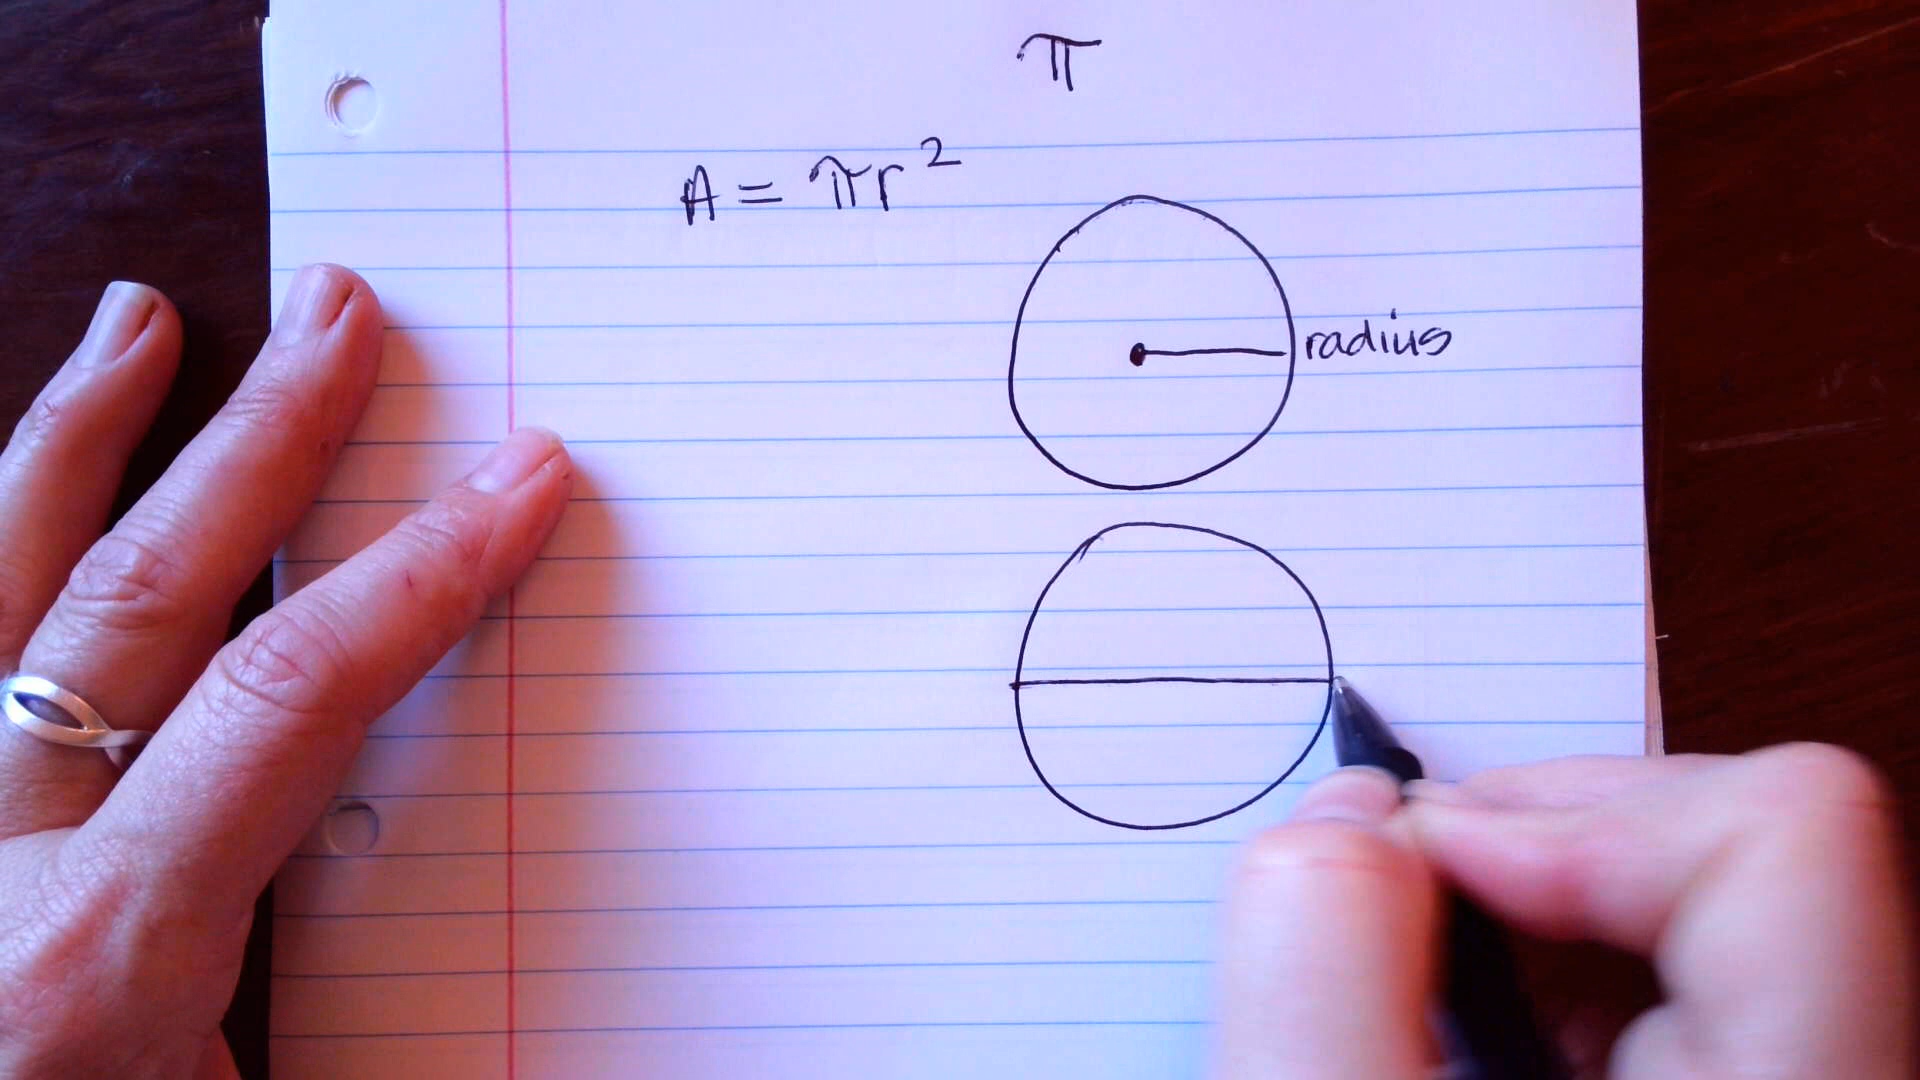 π
A = πr²
radius